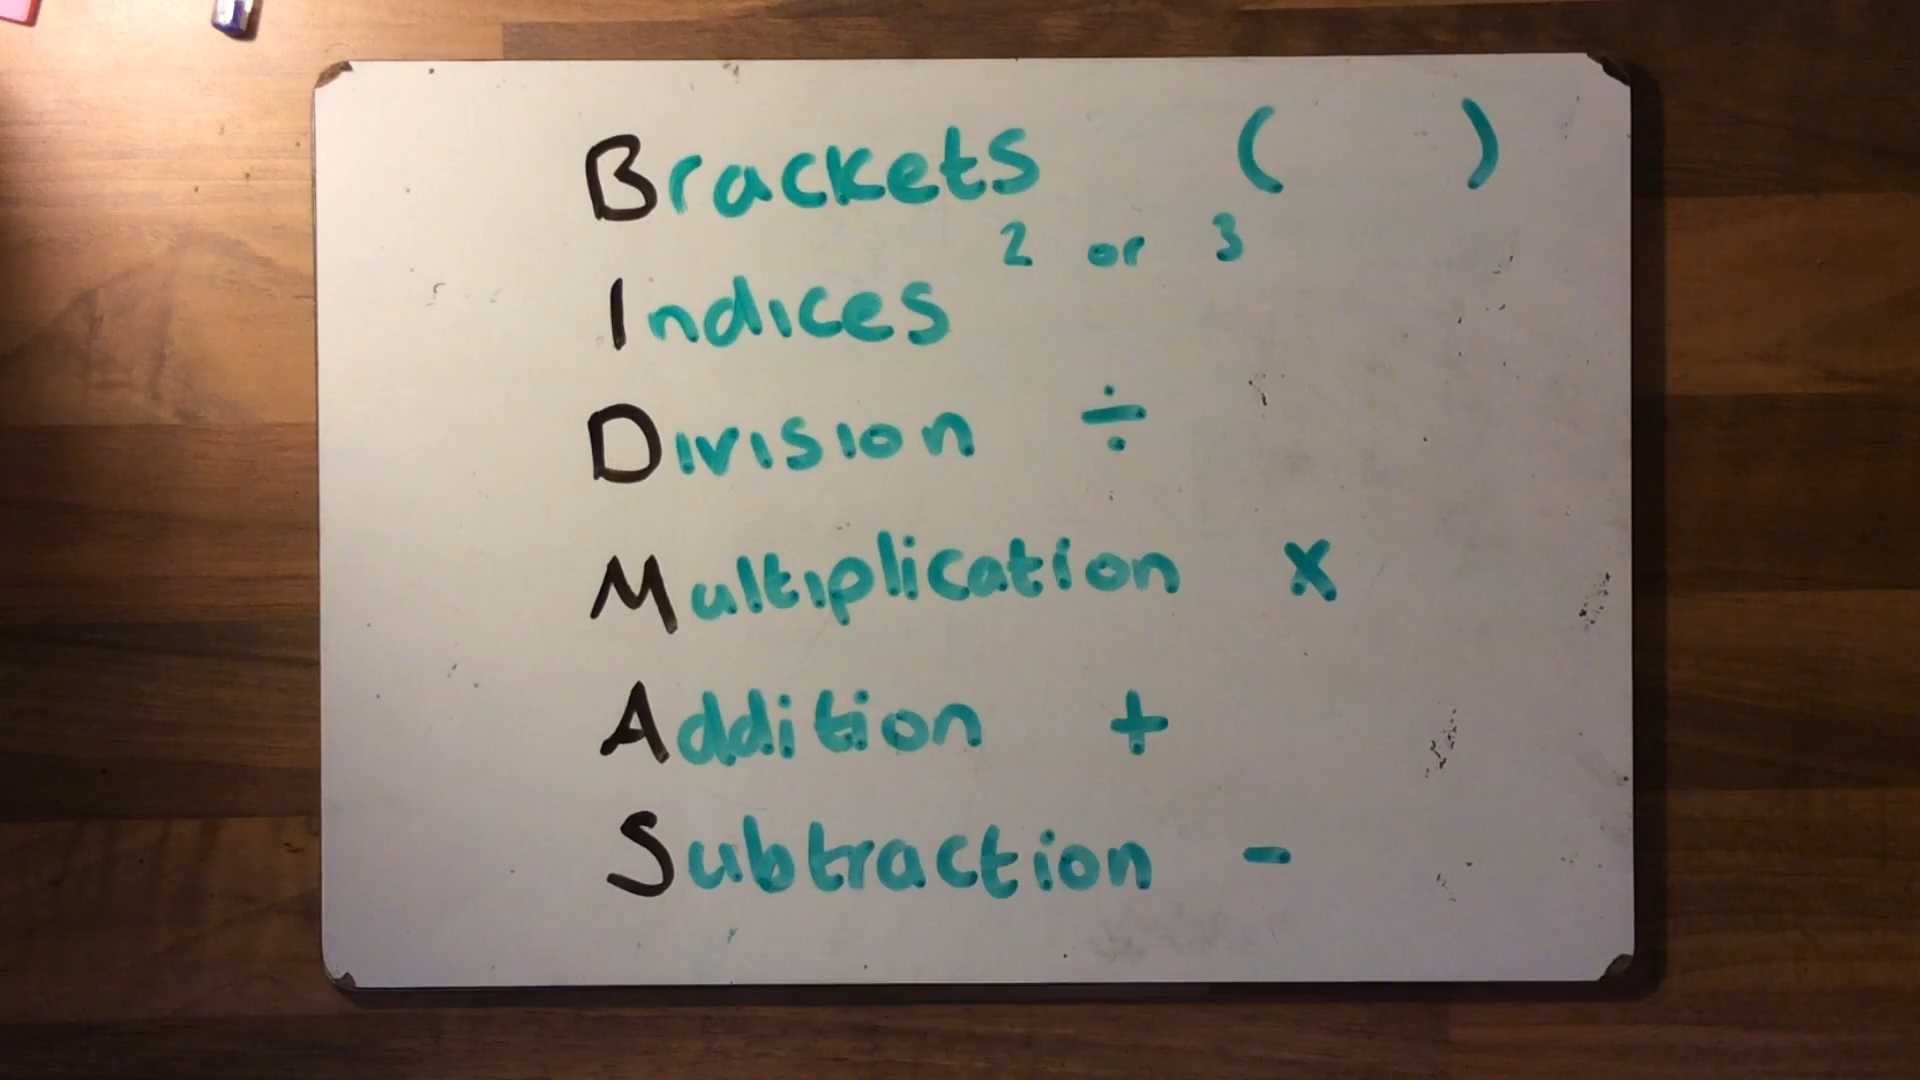 Brackets ( )
Indices 2 or 3
Division ÷
Multiplication x
Addition +
Subtraction -